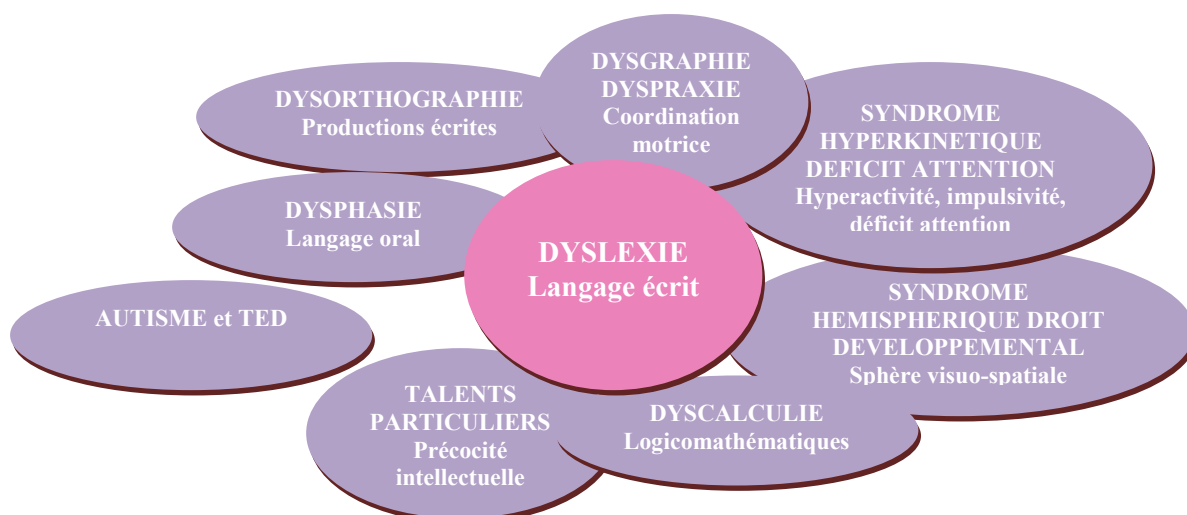 DYSGRAPHIE
DYSPRAXIE
Coordination
motrice
DYSORTHOGRAPHIE
Productions écrites
SYNDROME
HYPERKINETIQUE
DEFICIT ATTENTION
Hyperactivité, impulsivité,
déficit attention
DYSPHASIE
Langage oral
DYSLEXIE
Langage écrit
AUTISME et TED
SYNDROME
HEMISPHERIQUE DROIT
DEVELOPPEMENTAL
Sphère visuo-spatiale
TALENTS
PARTICULIERS
Précocité
intellectuelle
DYSCALCULIE
Logicomathématiques